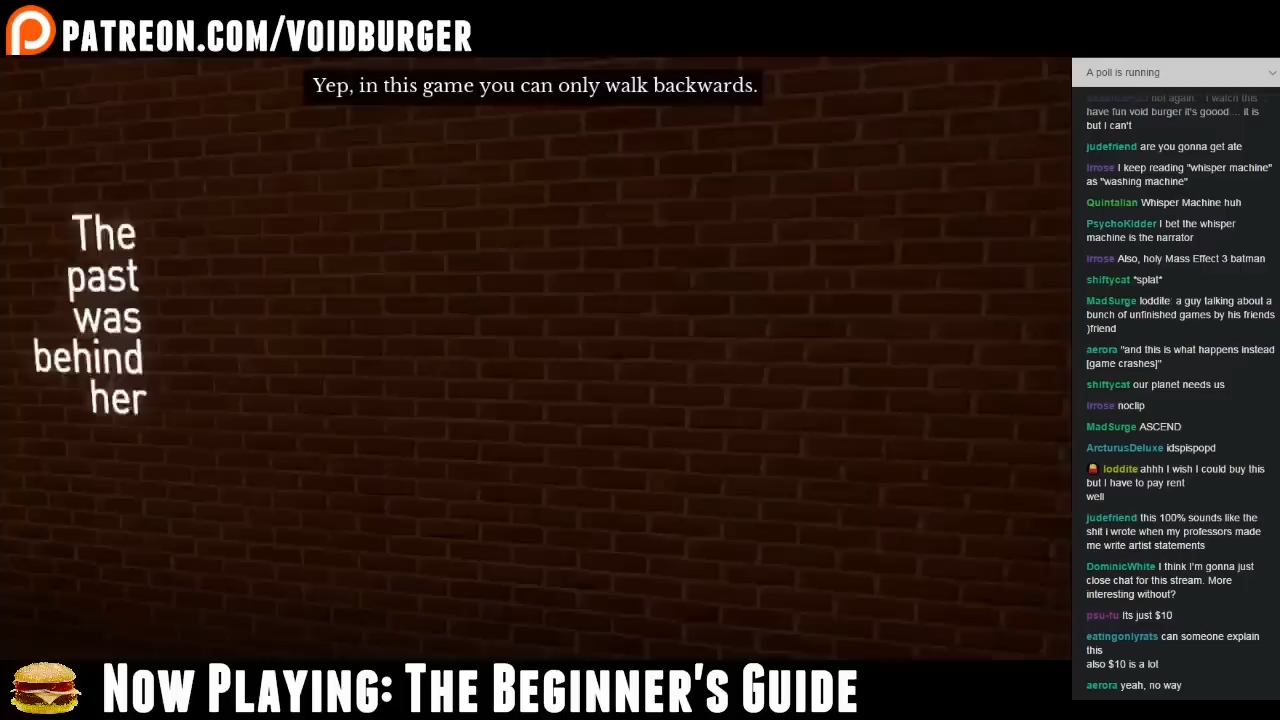 PATREON.COM/VOIDBURGER
Yep, in this game you can only walk backwards.
The
past
was
behind
her
A poll is running
not again. I watch this
have fun void burger it's goood.... it is
but I can't
judefriend are you gonna get ate
Irrose I keep reading "whisper machine"
as "washing machine"
Quintalian Whisper Machine huh
PsychoKidder I bet the whisper
machine is the narrator
Irrose Also, holy Mass Effect 3 batman
shiftycat *splat*
MadSurge loddite: a guy talking about a
bunch of unfinished games by his friends
)friend
aerora "and this is what happens instead
[game crashes]"
shiftycat our planet needs us
Irrose noclip
MadSurge ASCEND
ArcturusDeluxe idspispopd
loddite ahhh I wish I could buy this
but I have to pay rent
well
judefriend this 100% sounds like the
shit i wrote when my professors made
me write artist statements
DominicWhite I think I'm gonna just
close chat for this stream. More
interesting without?
psu-fu Its just $10
eatingonlyrats can someone explain
this
also $10 is a lot
aerora yeah, no way
NOW PLAYING: THE BEGINNER'S GUIDE